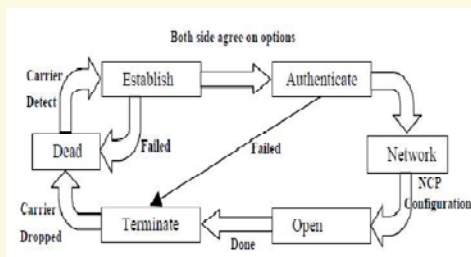 Both side agree on options
Carrier
Detect
Establish
Authenticate
Dead
Failed
Failed
Network
NCP
Configuration
Carrier
Dropped
Terminate
Done
Open